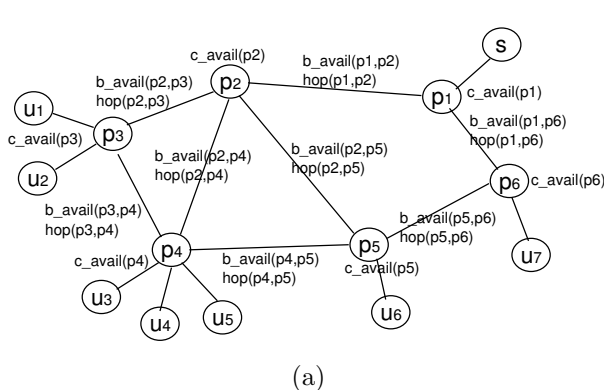 s
c_avail(p2)
b_avail(p1,p2)
hop(p1,p2)
b_avail(p2,p3)
hop(p2,p3)
p2
p1
c_avail(p1)
u1
c_avail(p3)
p3
b_avail(p1,p6)
hop(p1,p6)
b_avail(p2,p4)
hop(p2,p4)
b_avail(p2,p5)
hop(p2,p5)
u2
p6
c_avail(p6)
b_avail(p3,p4)
hop(p3,p4)
b_avail(p5,p6)
hop(p5,p6)
p4
p5
u7
c_avail(p4)
b_avail(p4,p5)
hop(p4,p5)
c_avail(p5)
u3
u4
u5
u6
(a)